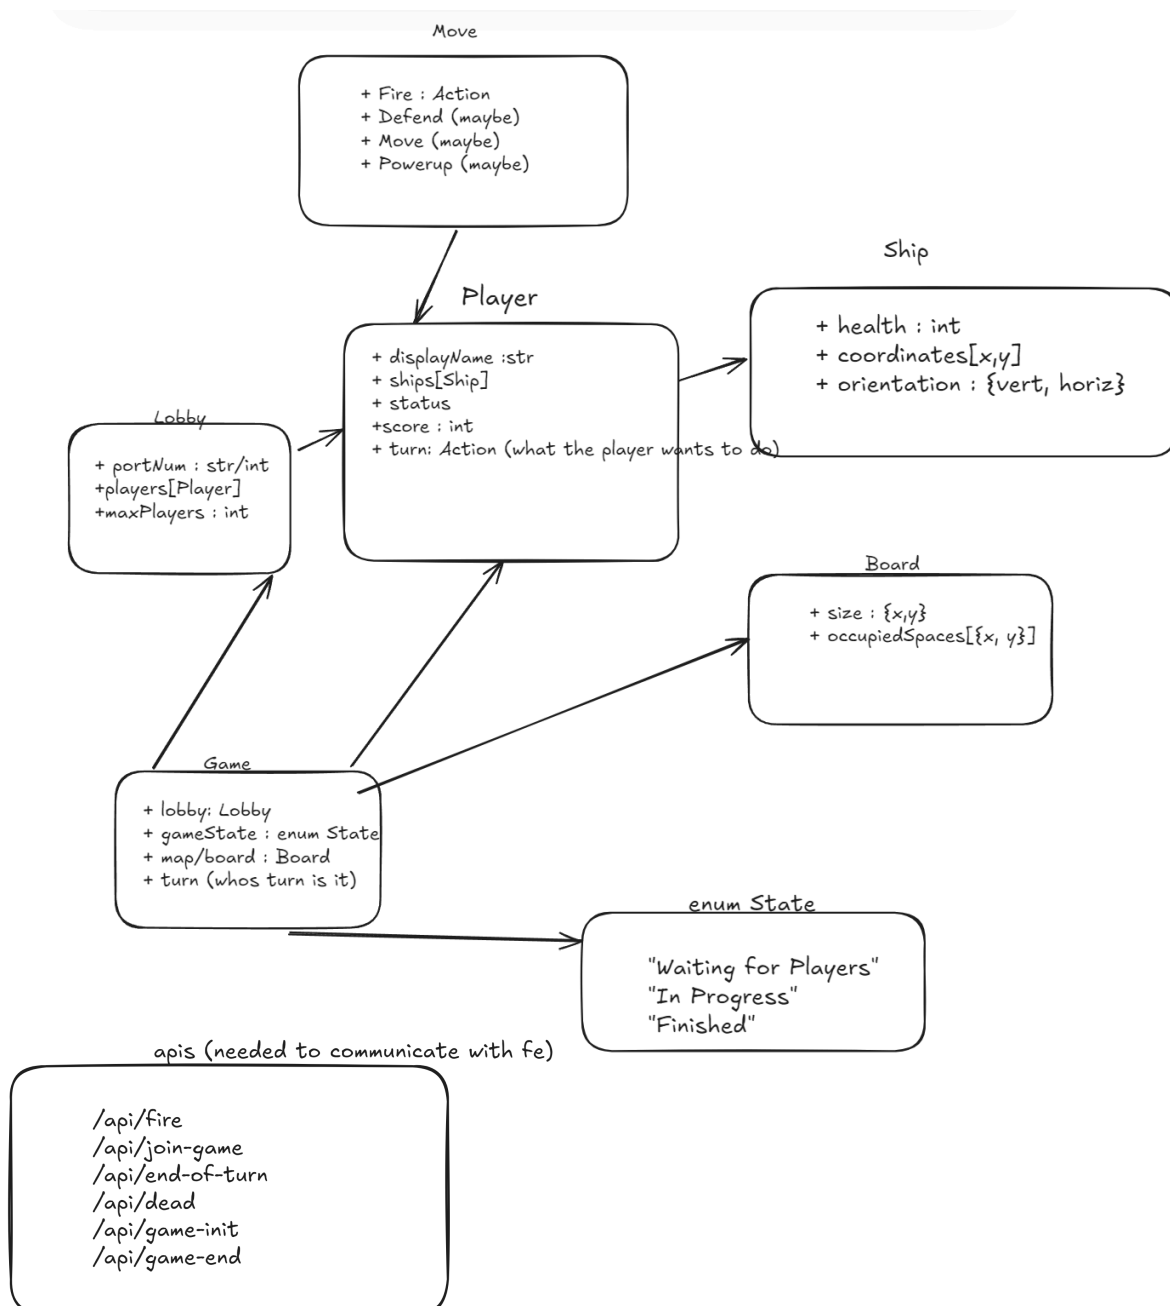 Move
+ Fire : Action
+ Defend (maybe)
+ Move (maybe)
+ Powerup (maybe)
Ship
+ health : int
+ coordinates[x,y]
+ orientation : {vert, horiz}
Player
+ displayName :str
+ ships[Ship]
+ status
+score : int
+ turn: Action (what the player wants to do)
Lobby
+ portNum : str/int
+players[Player]
+maxPlayers : int
Board
+ size : {x,y}
+ occupiedSpaces[{x, y}]
Game
+ lobby: Lobby
+ gameState : enum State
+ map/board : Board
+ turn (whos turn is it)
enum State
"Waiting for Players"
"In Progress"
"Finished"
apis (needed to communicate with fe)
/api/fire
/api/join-game
/api/end-of-turn
/api/dead
/api/game-init
/api/game-end